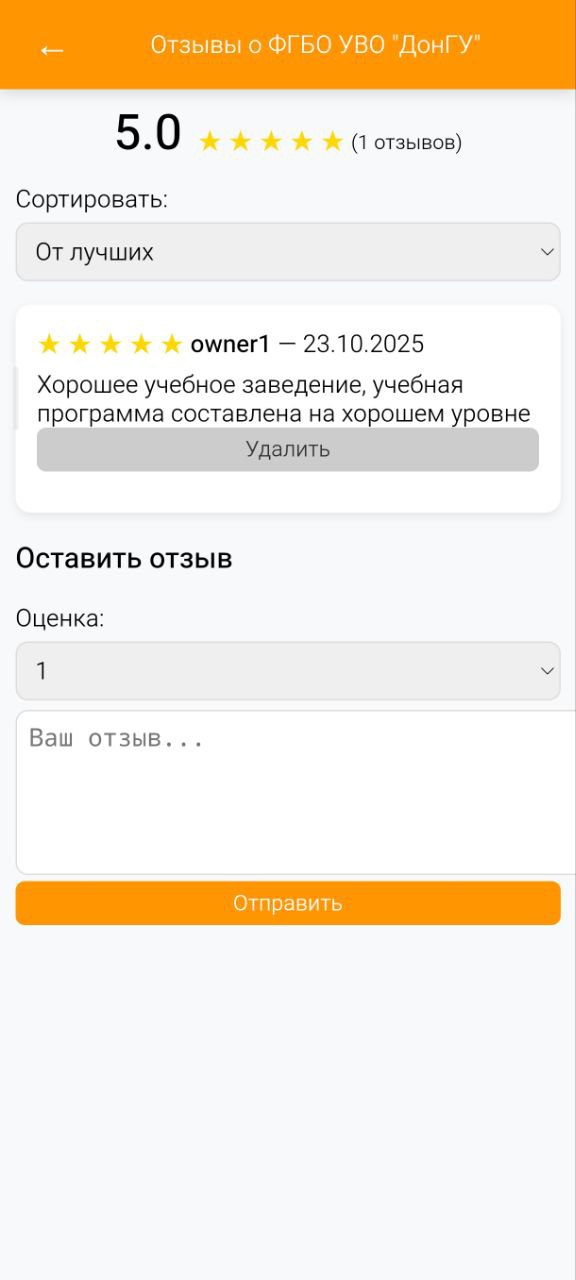 ← Отзывы о ФГБО УВО "ДонГУ"
5.0 ★ ★ ★ ★ ★ (1 отзывов)
Сортировать:
От лучших
★ ★ ★ ★ ★ owner1 — 23.10.2025
Хорошее учебное заведение, учебная
программа составлена на хорошем уровне
Удалить
Оставить отзыв
Оценка:
1
Ваш отзыв...
Отправить